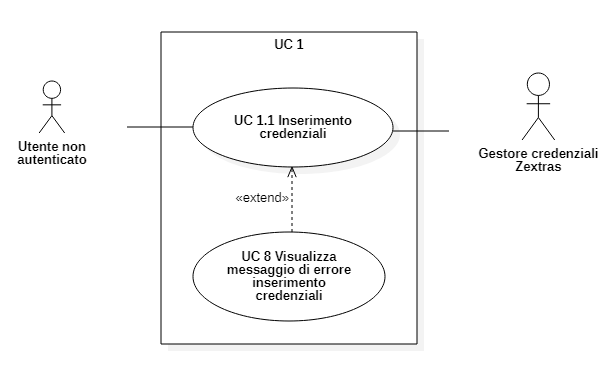 UC 1
UC 1.1 Inserimento
credenziali
Utente non
autenticato
Gestore credenziali
Zextras
«extend»
UC 8 Visualizza
messaggio di errore
inserimento
credenziali